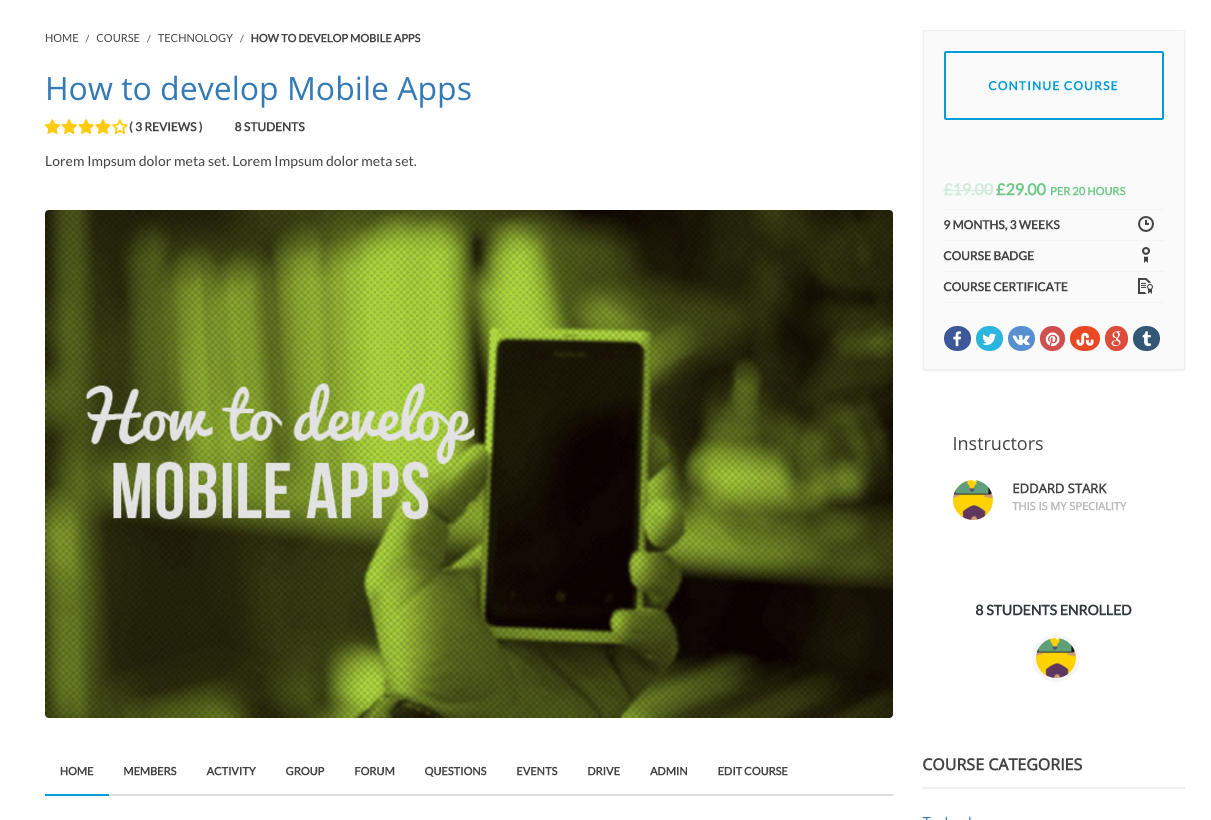 HOME / COURSE / TECHNOLOGY / HOW TO DEVELOP MOBILE APPS
How to develop Mobile Apps
( 3 REVIEWS ) 8 STUDENTS
Lorem Impsum dolor meta set. Lorem Impsum dolor meta set.
How to develop
MOBILE APPS
HOME MEMBERS ACTIVITY GROUP FORUM QUESTIONS EVENTS DRIVE ADMIN EDIT COURSE
CONTINUE COURSE
£19.00 £29.00 PER 20 HOURS
9 MONTHS, 3 WEEKS
COURSE BADGE
COURSE CERTIFICATE
Instructors
EDDARD STARK
THIS IS MY SPECIALITY
8 STUDENTS ENROLLED
COURSE CATEGORIES